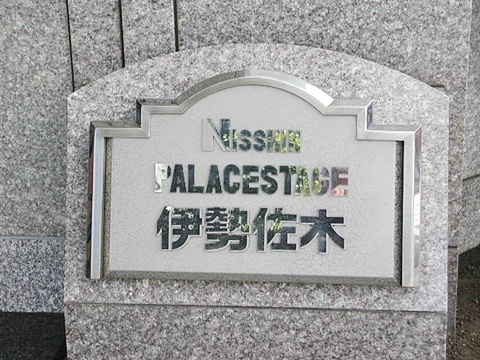 NISSHIN
PALACESTAGE
伊勢佐木